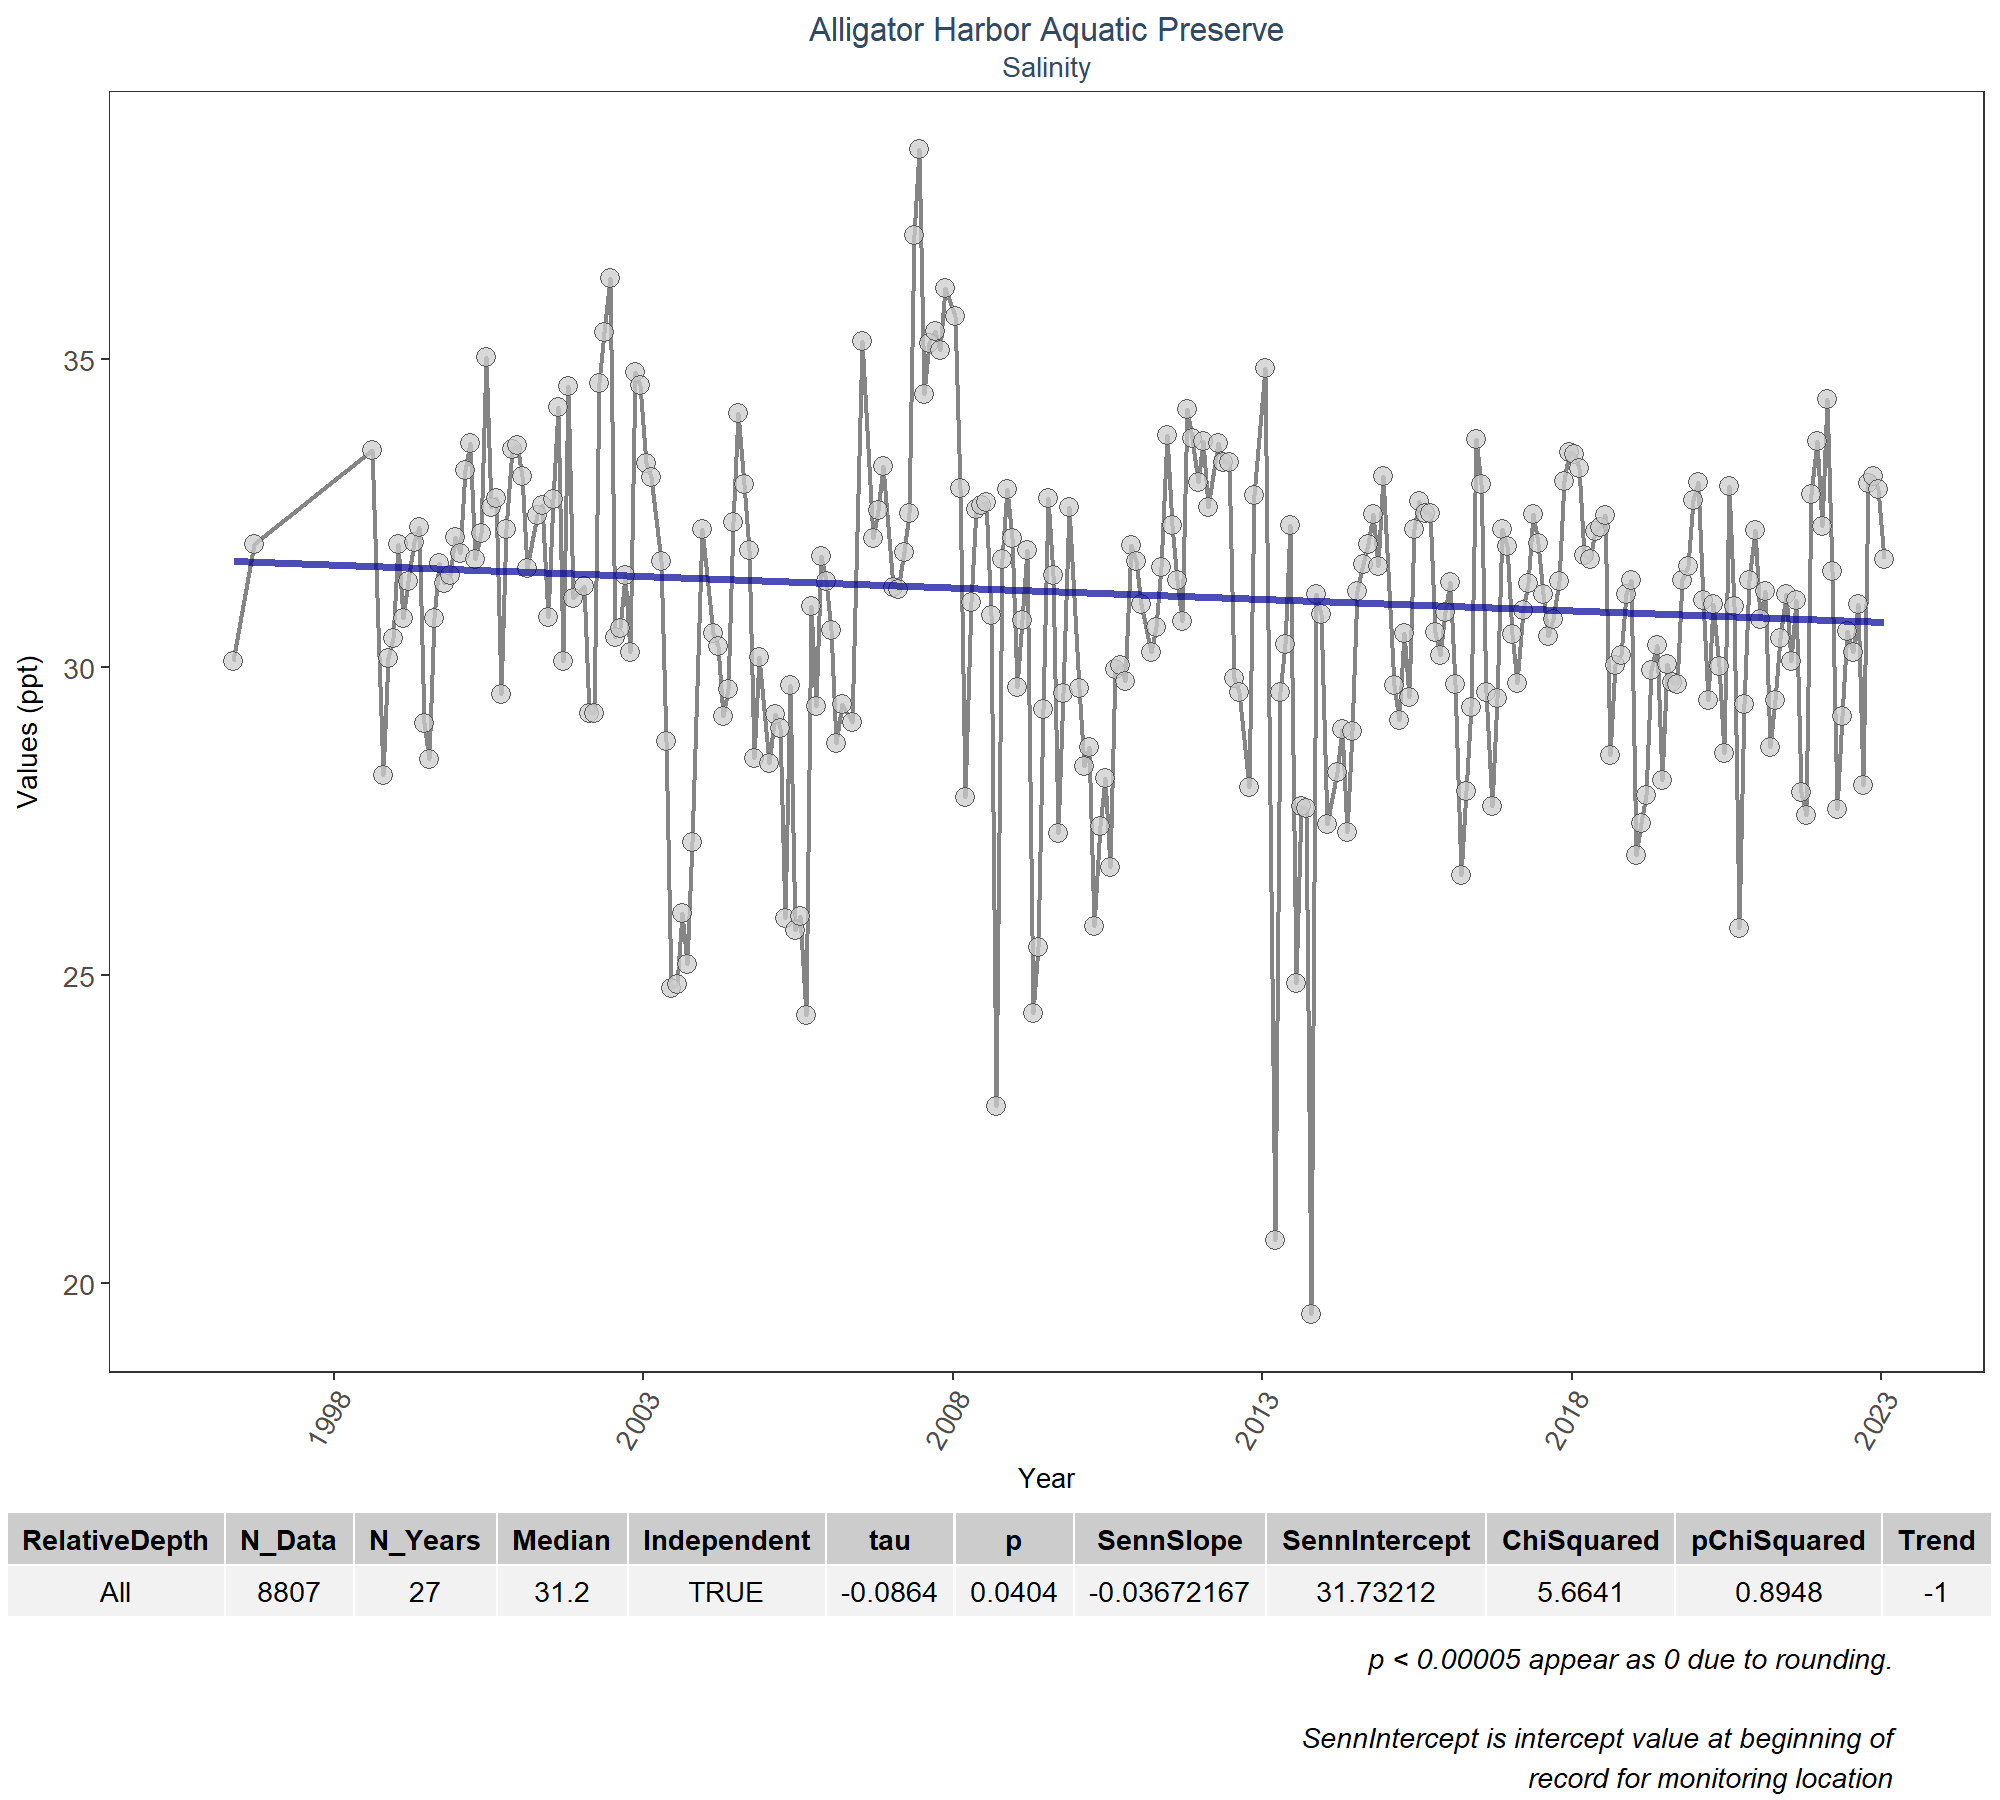 Alligator Harbor Aquatic Preserve
Salinity
Values (ppt)
35
30
25
20
1998
2003
2008
2013
2018
2023
Year
RelativeDepth N_Data N_Years Median Independent tau p SennSlope SennIntercept ChiSquared pChiSquared Trend
All 8807 27 31.2 TRUE -0.0864 0.0404 -0.03672167 31.73212 5.6641 0.8948 -1
p < 0.00005 appear as 0 due to rounding.
SennIntercept is intercept value at beginning of
record for monitoring location